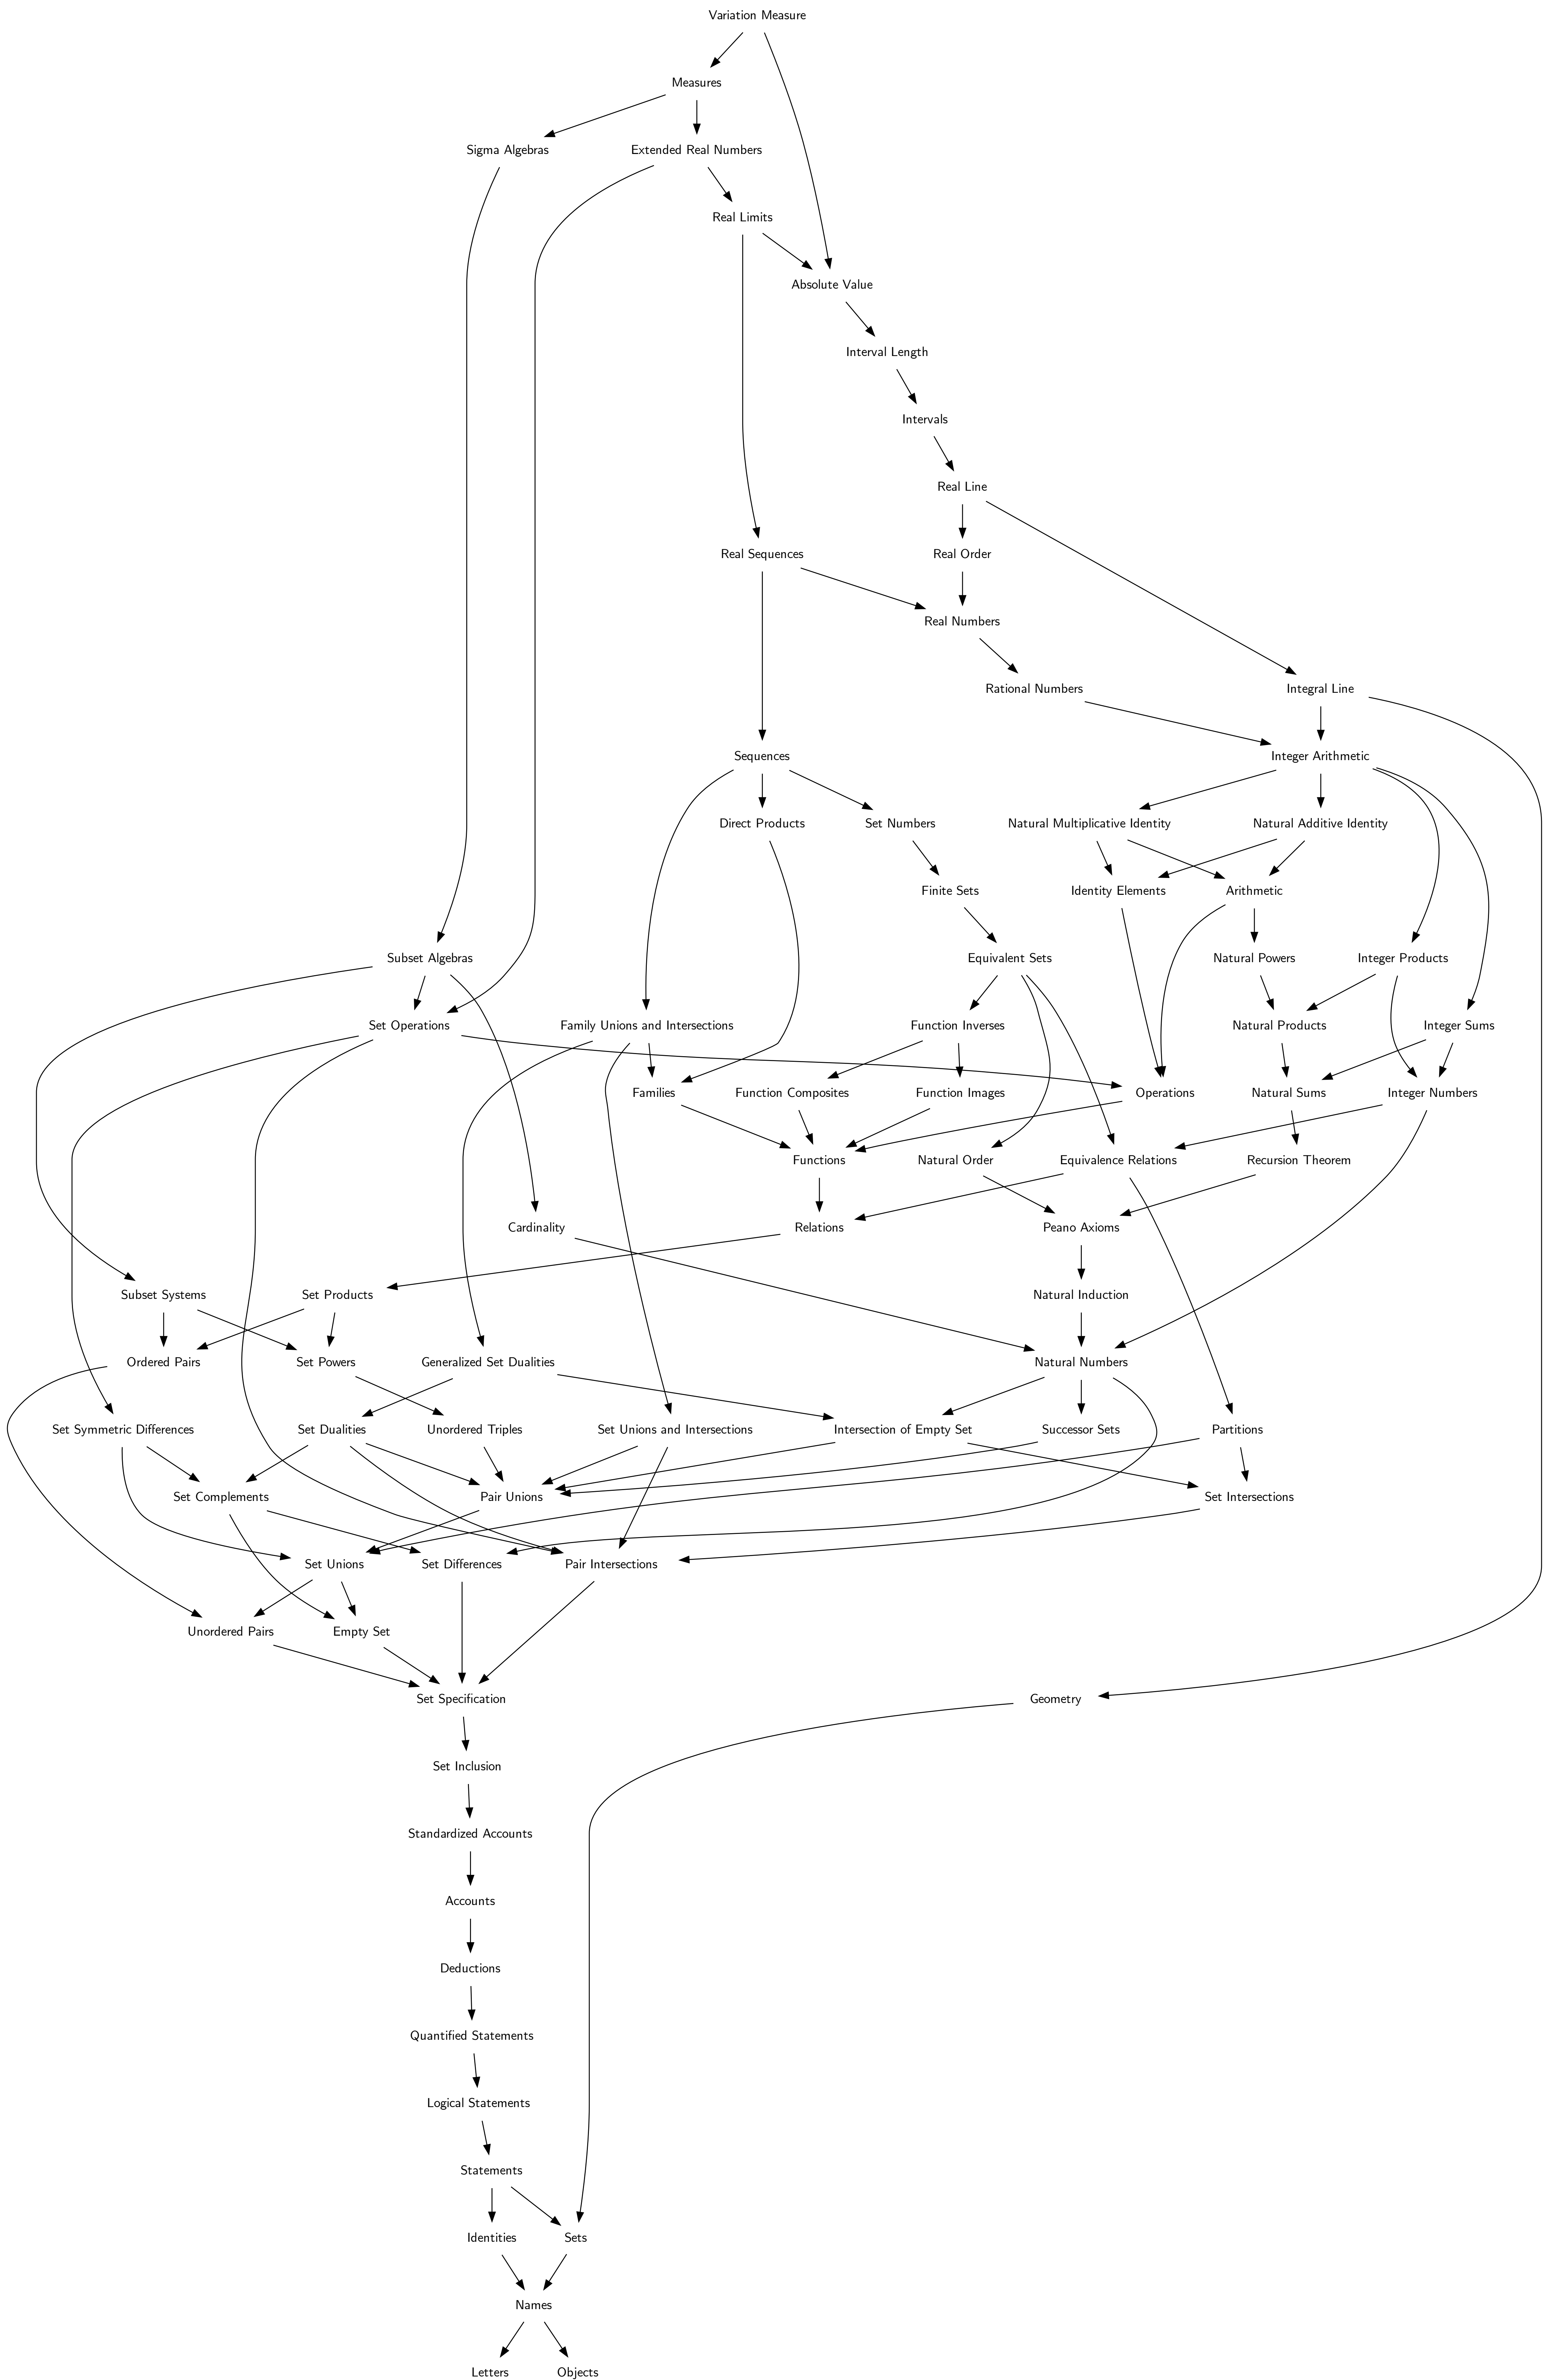 Variation Measure
Measures
Sigma Algebras
Extended Real Numbers
Real Limits
Absolute Value
Interval Length
Intervals
Real Line
Real Sequences
Real Order
Real Numbers
Rational Numbers
Integral Line
Sequences
Integer Arithmetic
Direct Products
Set Numbers
Natural Multiplicative Identity
Natural Additive Identity
Finite Sets
Identity Elements
Arithmetic
Subset Algebras
Equivalent Sets
Natural Powers
Integer Products
Set Operations
Family Unions and Intersections
Function Inverses
Natural Products
Integer Sums
Families
Function Composites
Function Images
Operations
Natural Sums
Integer Numbers
Functions
Natural Order
Equivalence Relations
Recursion Theorem
Cardinality
Relations
Peano Axioms
Subset Systems
Set Products
Natural Induction
Ordered Pairs
Set Powers
Generalized Set Dualities
Natural Numbers
Set Symmetric Differences
Set Dualities
Unordered Triples
Set Unions and Intersections
Intersection of Empty Set
Successor Sets
Partitions
Set Complements
Pair Unions
Set Intersections
Set Unions
Set Differences
Pair Intersections
Unordered Pairs
Empty Set
Set Specification
Geometry
Set Inclusion
Standardized Accounts
Accounts
Deductions
Quantified Statements
Logical Statements
Statements
Identities
Sets
Names
Letters
Objects